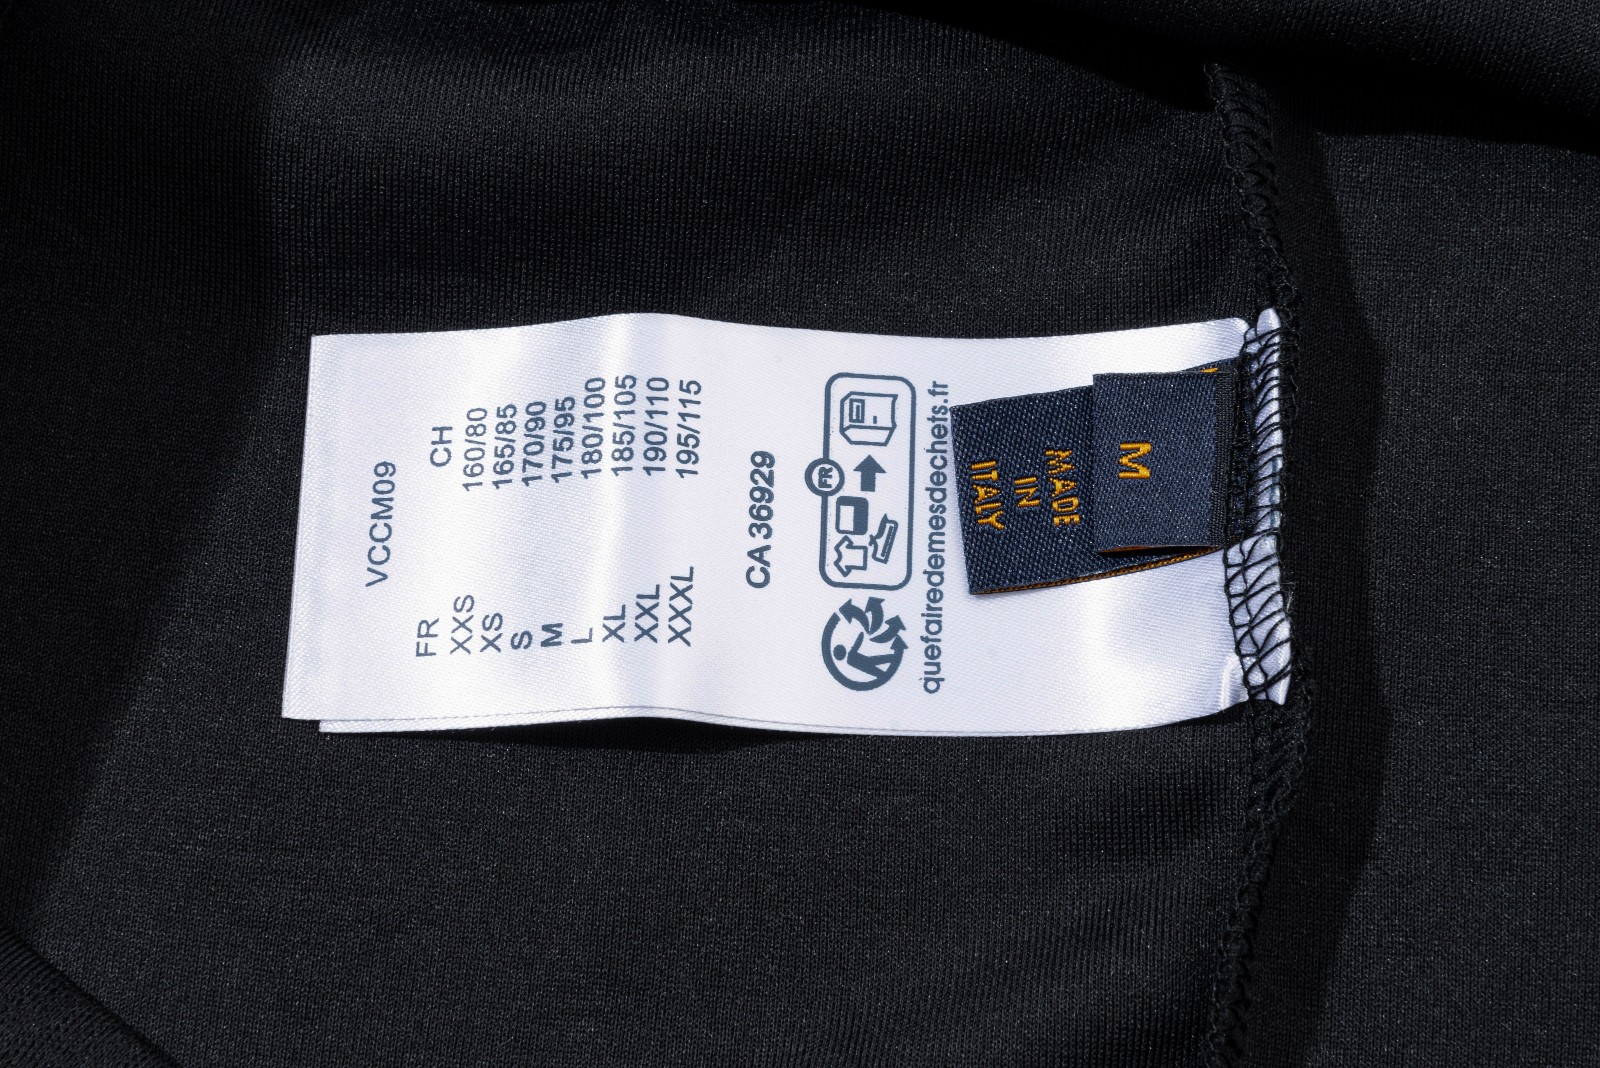 VCCM09
FR CH
XXS 160/80
XS 165/85
S 170/90
M 175/95
L 180/100
XL 185/105
XXL 190/110
XXXL 195/115
CA 36929
FR
quefairedemesdechets.fr
M
MADE
IN
ITALY